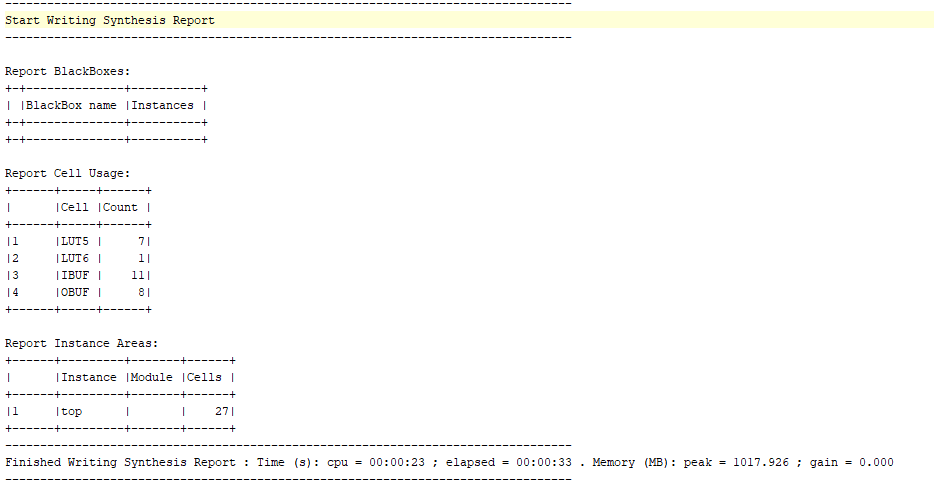 ---------------------------------------------------------------------------------
Start Writing Synthesis Report
---------------------------------------------------------------------------------

Report BlackBoxes:
+-+--------------+----------+
| |BlackBox name |Instances |
+-+--------------+----------+
+-+--------------+----------+

Report Cell Usage:
+------+-----+------+
|      |Cell |Count |
+------+-----+------+
|1     |LUT5 |     7|
|2     |LUT6 |     1|
|3     |IBUF |    11|
|4     |OBUF |     8|
+------+-----+------+

Report Instance Areas:
+------+---------+-------+------+
|      |Instance |Module |Cells |
+------+---------+-------+------+
|1     |top      |       |    27|
+------+---------+-------+------+
---------------------------------------------------------------------------------
Finished Writing Synthesis Report : Time (s): cpu = 00:00:23 ; elapsed = 00:00:33 . Memory (MB): peak = 1017.926 ; gain = 0.000
---------------------------------------------------------------------------------